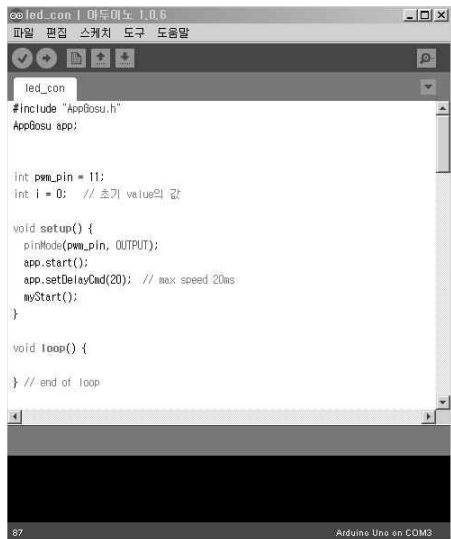 led_con | 아두이노 1.0.6
파일 편집 스케치 도구 도움말
led_con
#include "AppGosu.h"
AppGosu app;
int pwm_pin = 11;
int i = 0;   // 초기 value의 값
void setup() {
  pinMode(pwm_pin, OUTPUT);
  app.start();
  app.setDelayCmd(20);  // max speed 20ms
  myStart();
}
void loop() {
} // end of loop
87
Arduino Uno on COM3